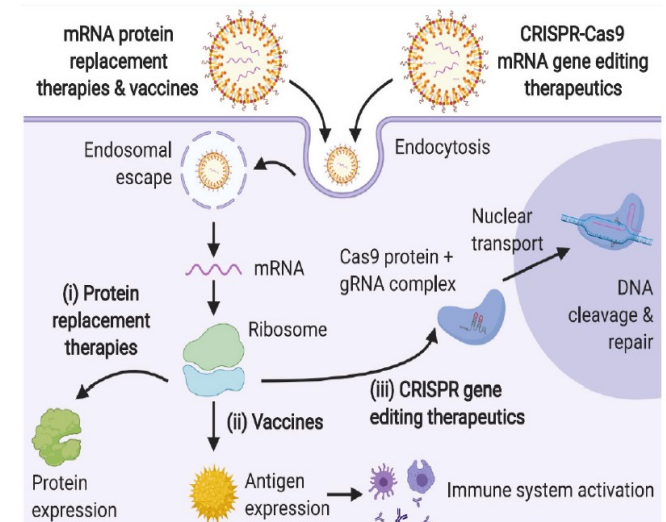 mRNA protein
replacement
therapies & vaccines
CRISPR-Cas9
mRNA gene editing
therapeutics
Endosomal
escape
Endocytosis
Nuclear
transport
mRNA
Cas9 protein +
gRNA complex
DNA
cleavage &
repair
(i) Protein
replacement
therapies
Ribosome
(iii) CRISPR gene
editing therapeutics
(ii) Vaccines
Protein
expression
Antigen
expression
Immune system activation